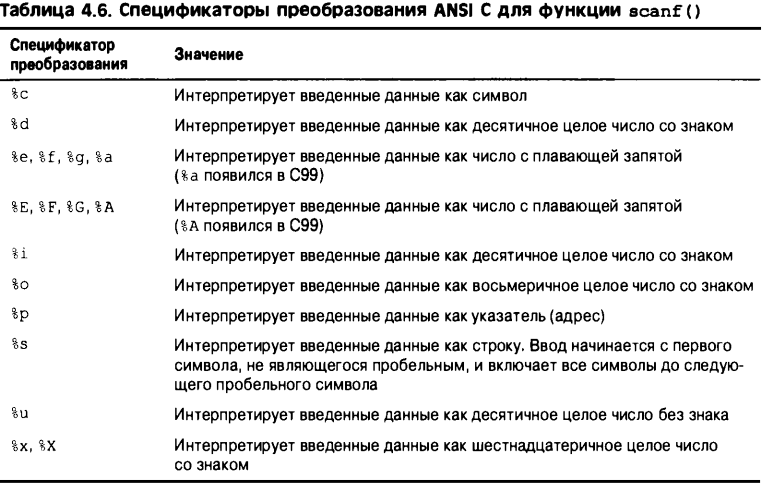 Таблица 4.6. Спецификаторы преобразования ANSI C для функции scanf()
Спецификатор преобразования
Значение
%c
Интерпретирует введенные данные как символ
%d
Интерпретирует введенные данные как десятичное целое число со знаком
%e, %f, %g, %a
Интерпретирует введенные данные как число с плавающей запятой
(%a появился в C99)
%E, %F, %G, %A
Интерпретирует введенные данные как число с плавающей запятой
(%A появился в C99)
%i
Интерпретирует введенные данные как десятичное целое число со знаком
%o
Интерпретирует введенные данные как восьмеричное целое число со знаком
%p
Интерпретирует введенные данные как указатель (адрес)
%s
Интерпретирует введенные данные как строку. Ввод начинается с первого
символа, не являющегося пробельным, и включает все символы до следую-
щего пробельного символа
%u
Интерпретирует введенные данные как десятичное целое число без знака
%x, %X
Интерпретирует введенные данные как шестнадцатеричное целое число
со знаком